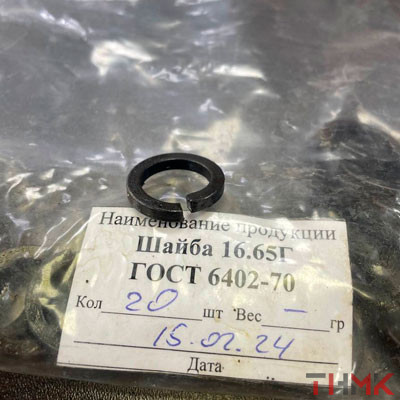 Наименование продукции
Шайба 16.65Г
ГОСТ 6402-70
Кол 20 шт Вес — гр
15.02.24
Дата
ТНМК